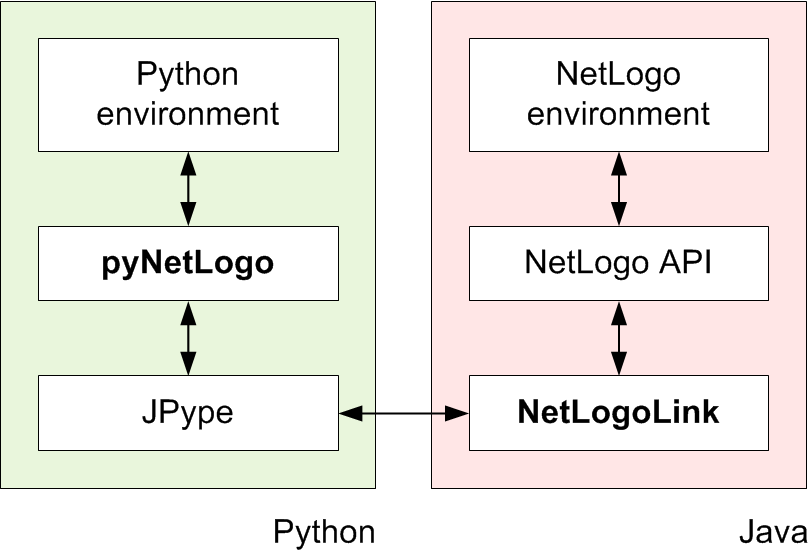 Python
environment
pyNetLogo
JPype
NetLogo
environment
NetLogo API
NetLogoLink
Python
Java